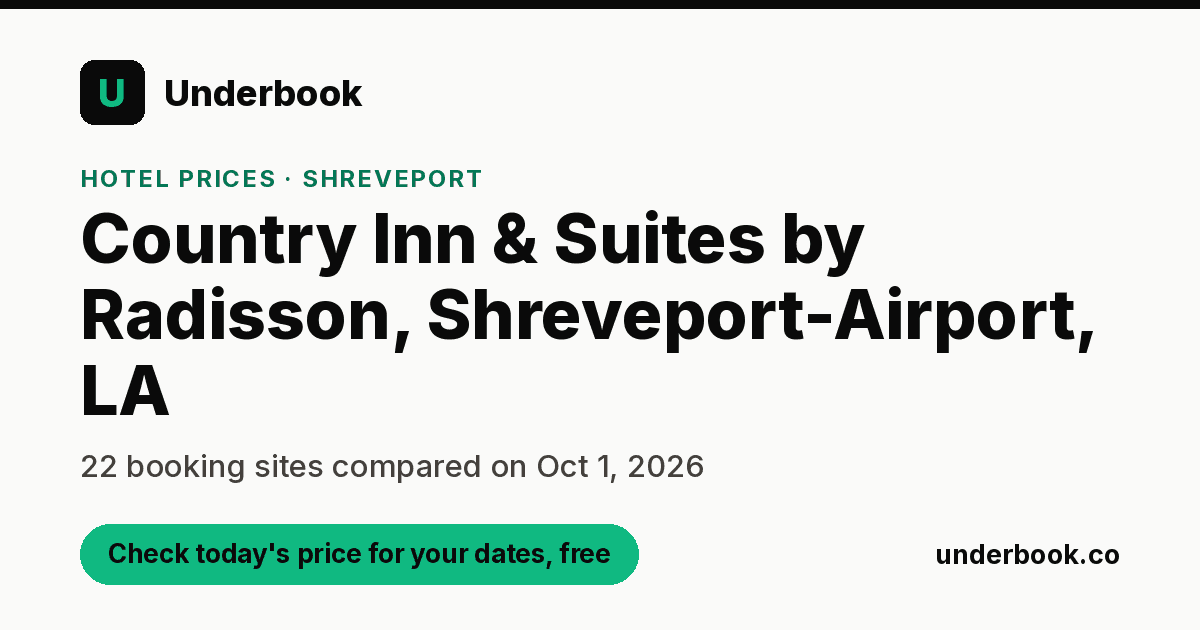 U Underbook
HOTEL PRICES · SHREVEPORT
Country Inn & Suites by
Radisson, Shreveport-Airport,
LA
22 booking sites compared on Oct 1, 2026
Check today's price for your dates, free
underbook.co